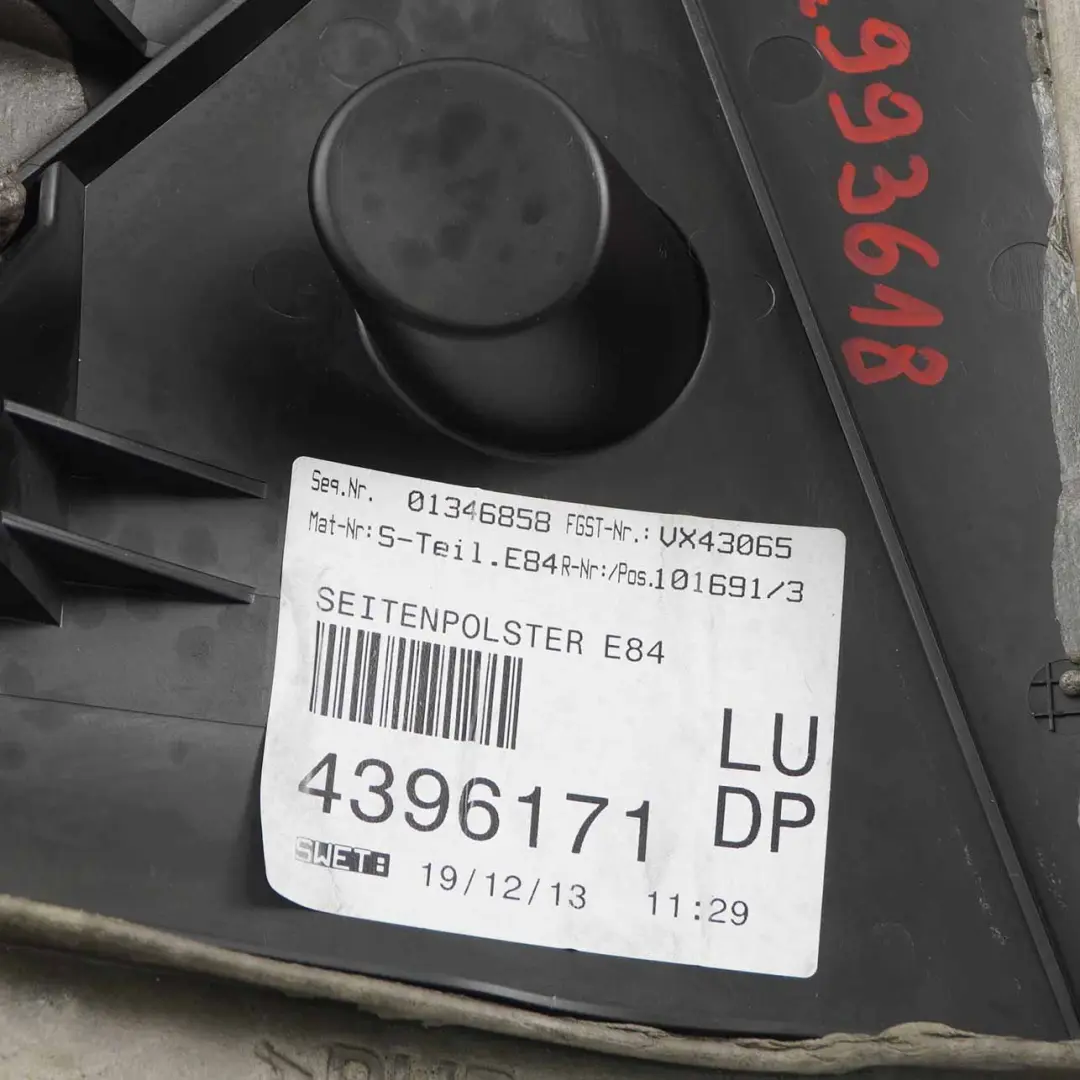 993618
Seq.Nr. 01346858 FGST-Nr.: VX43065
Mat-Nr: S-Teil.E84 R-Nr:/Pos. 101691/3
SEITENPOLSTER E84
4396171
LU
DP
SWET:
19/12/13 11:29